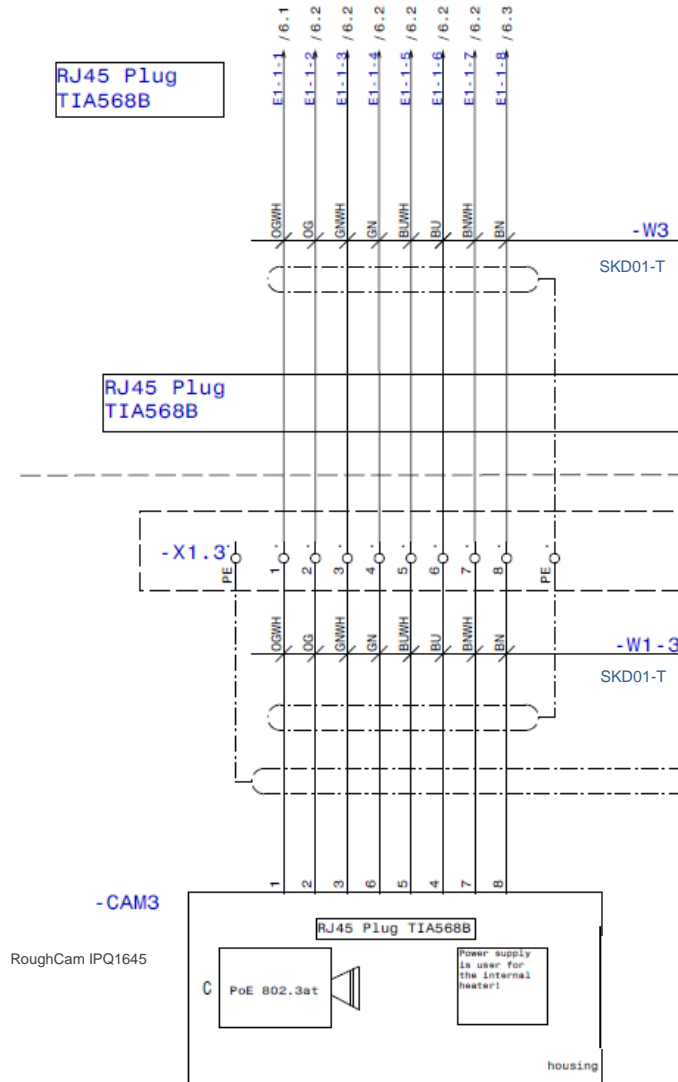 /6.1 /6.2 /6.2 /6.2 /6.2 /6.2 /6.2 /6.3
E1-1-1 E1-1-2 E1-1-3 E1-1-4 E1-1-5 E1-1-6 E1-1-7 E1-1-8
RJ45 Plug
TIA568B
OGWH OG GNWH GN BUWH BU BNWH BN
-W3
SKD01-T
RJ45 Plug
TIA568B
-X1.3
PE 1 2 3 4 5 6 7 8 PE
OGWH OG GNWH GN BUWH BU BNWH BN
-W1-3
SKD01-T
1 2 3 6 5 4 7 8
-CAM3
RJ45 Plug TIA568B
RoughCam IPQ1645
C PoE 802.3at
Power supply
is user for
the internal
heater!
housing